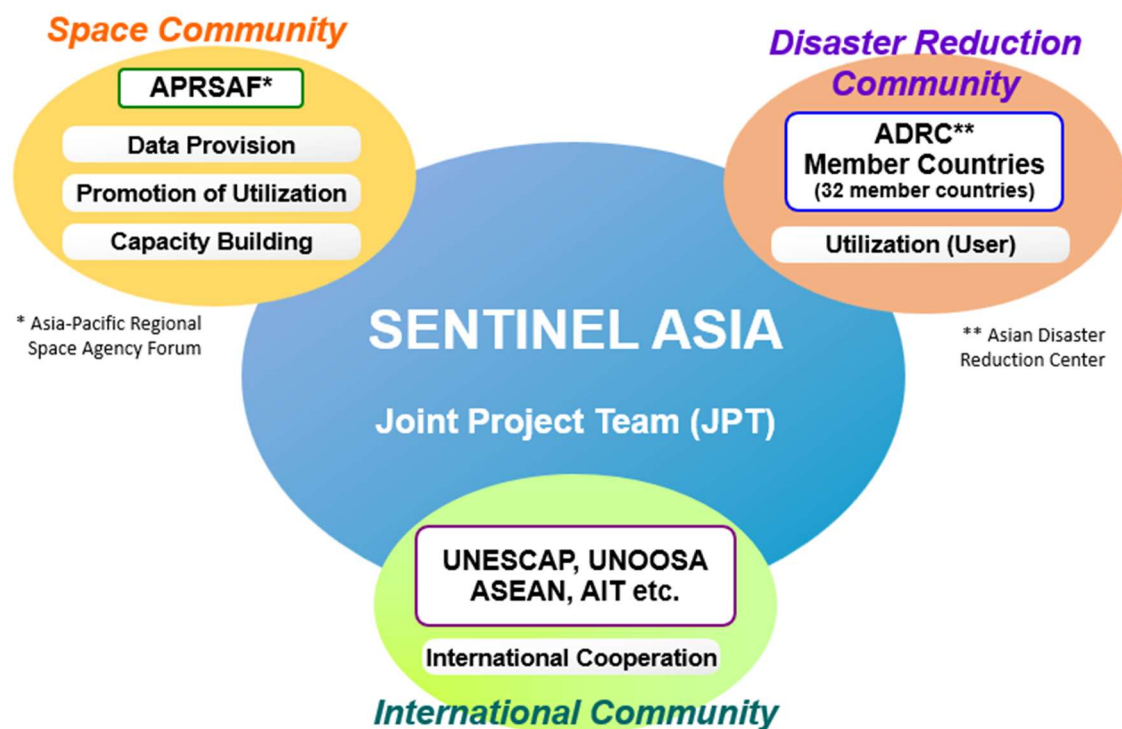 Space Community
APRSAF*
Data Provision
Promotion of Utilization
Capacity Building
* Asia-Pacific Regional
Space Agency Forum
Disaster Reduction
Community
ADRC**
Member Countries
(32 member countries)
Utilization (User)
** Asian Disaster
Reduction Center
SENTINEL ASIA
Joint Project Team (JPT)
UNESCAP, UNOOSA
ASEAN, AIT etc.
International Cooperation
International Community